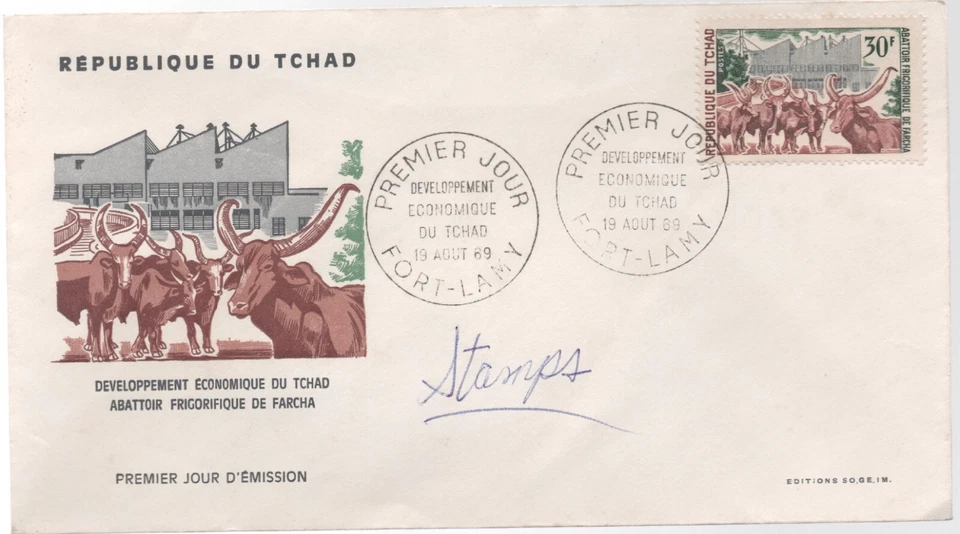 RÉPUBLIQUE DU TCHAD
30F
POSTES
RÉPUBLIQUE DU TCHAD
ABATTOIR FRIGORIFIQUE DE FARCHA
PREMIER JOUR
DEVELOPPEMENT
ECONOMIQUE
DU TCHAD
19 AOUT 69
FORT-LAMY
PREMIER JOUR
DEVELOPPEMENT
ECONOMIQUE
DU TCHAD
19 AOUT 69
FORT-LAMY
Stamps
DEVELOPPEMENT ÉCONOMIQUE DU TCHAD
ABATTOIR FRIGORIFIQUE DE FARCHA
PREMIER JOUR D'ÉMISSION
EDITIONS SO,GE,IM.